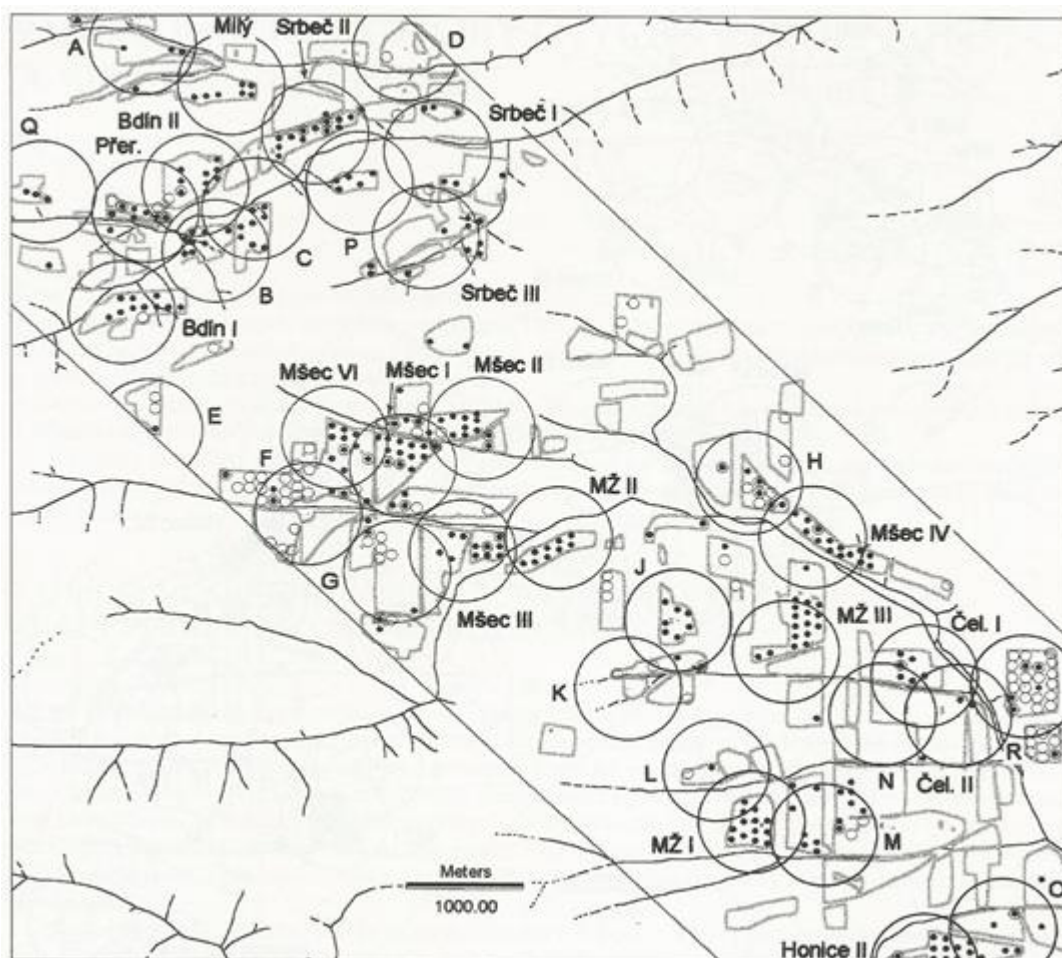 A
Milý
Srbeč II
D
Bdín II
Srbeč I
Q
Přer.
C
P
B
Srbeč III
Bdín I
Mšec VI
Mšec I
Mšec II
E
F
MŽ II
H
Mšec IV
G
Mšec III
J
MŽ III
Čel. I
K
L
N
Čel. II
R
MŽ I
M
Meters
1000.00
O
Honice II